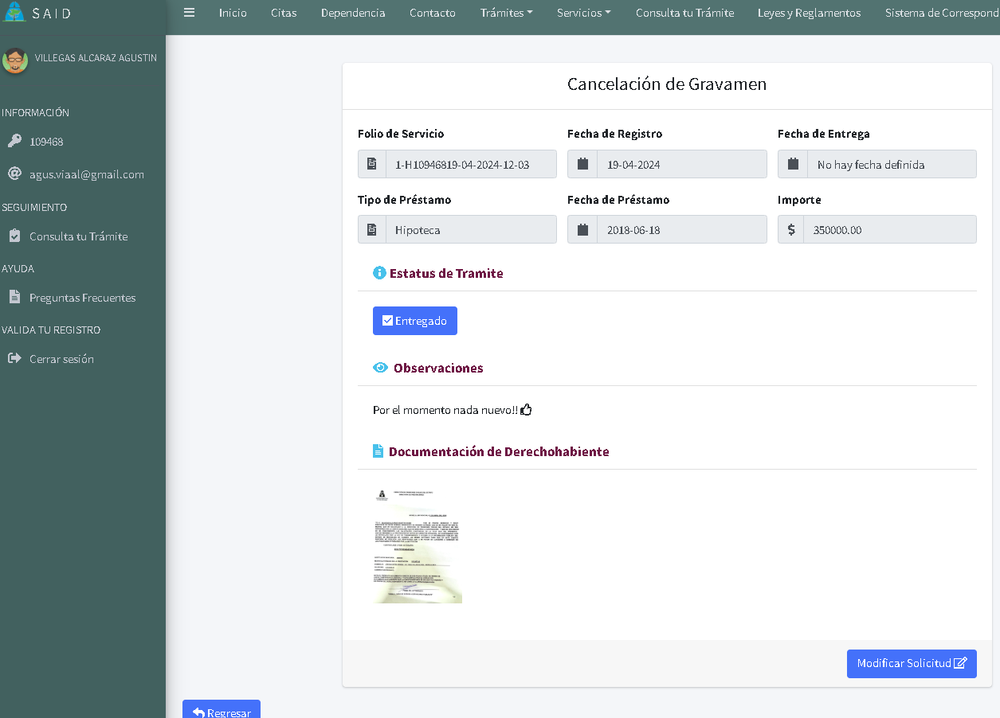 SAID
Inicio Citas Dependencia Contacto Trámites Servicios Consulta tu Trámite Leyes y Reglamentos Sistema de Correspond
VILLEGAS ALCARAZ AGUSTIN
INFORMACIÓN
109468
agus.viaal@gmail.com
SEGUIMIENTO
Consulta tu Trámite
AYUDA
Preguntas Frecuentes
VALIDA TU REGISTRO
Cerrar sesión
Cancelación de Gravamen
Folio de Servicio Fecha de Registro Fecha de Entrega
1-H10946819-04-2024-12-03 19-04-2024 No hay fecha definida
Tipo de Préstamo Fecha de Préstamo Importe
Hipoteca 2018-06-18 $ 350000.00
Estatus de Tramite
Entregado
Observaciones
Por el momento nada nuevo!!
Documentación de Derechohabiente
Modificar Solicitud
Regresar